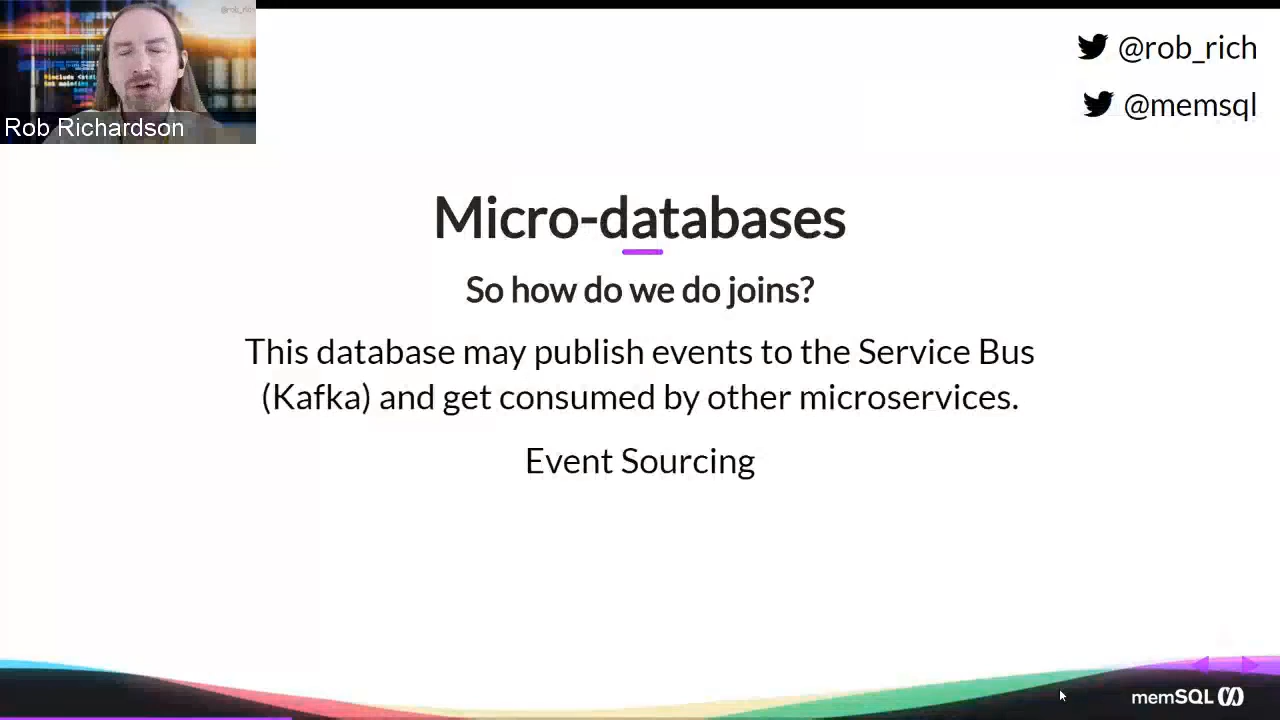 @rob_rich
Rob Richardson
@rob_rich
@memsql
Micro-databases
So how do we do joins?
This database may publish events to the Service Bus
(Kafka) and get consumed by other microservices.
Event Sourcing
memSQL